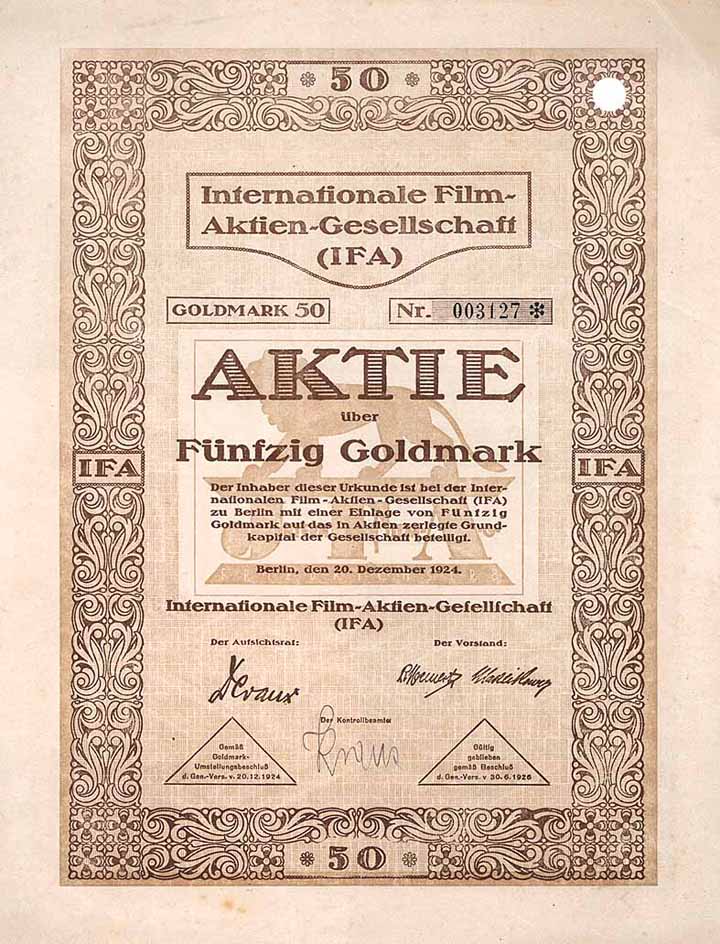 50
Internationale Film-
Aktien-Gesellschaft
(IFA)
GOLDMARK 50
Nr. 003127 ✻
AKTIE
über
Fünfzig Goldmark
IFA
IFA
Der Inhaber dieser Urkunde ist bei der Inter-
nationalen Film-Aktien-Gesellschaft (IFA)
zu Berlin mit einer Einlage von Fünfzig
Goldmark auf das in Aktien zerlegte Grund-
kapital der Gesellschaft beteiligt.
Berlin, den 20. Dezember 1924.
Internationale Film-Aktien-Geſellſchaft
(IFA)
Der Aufsichtsrat:
Der Vorstand:
Der Kontrollbeamte
Kraus
Gemäß
Goldmark-
Umstellungsbeschluß
d. Gen.-Vers. v. 20.12.1924
Gültig
geblieben
gemäß Beschluß
d. Gen.-Vers. v 30.6.1926
50